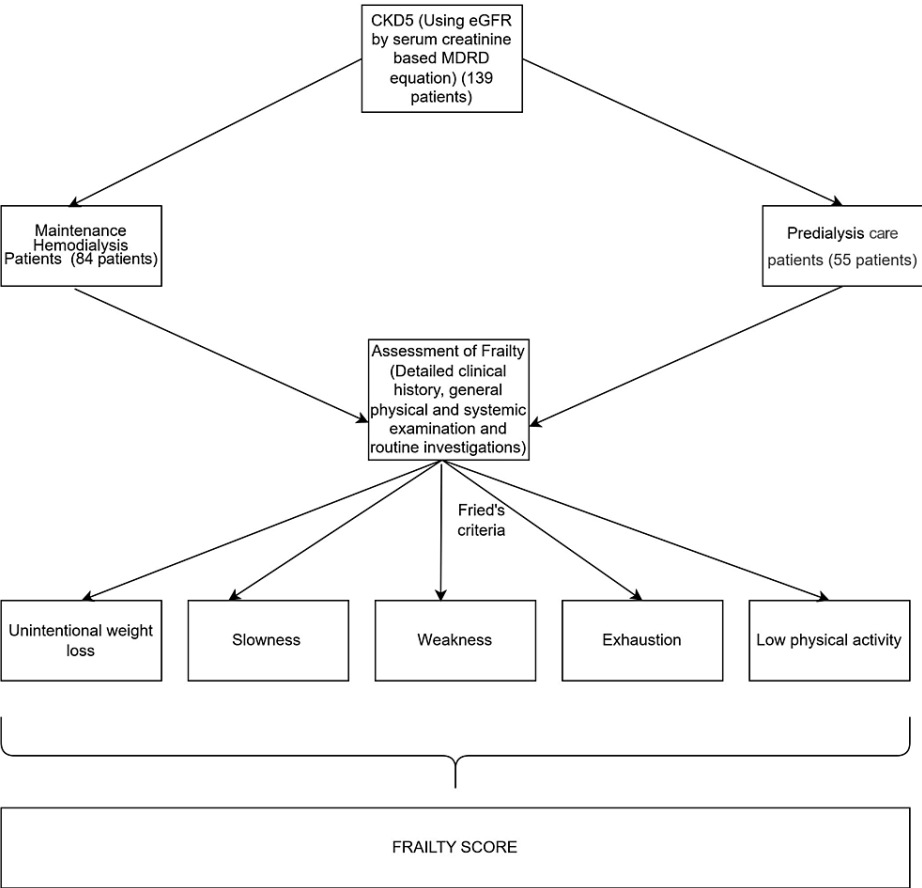 CKD5 (Using eGFR
by serum creatinine
based MDRD
equation) (139
patients)
Maintenance
Hemodialysis
Patients (84 patients)
Predialysis care
patients (55 patients)
Assessment of Frailty
(Detailed clinical
history, general
physical and systemic
examination and
routine investigations)
Fried's
criteria
Unintentional weight
loss
Slowness
Weakness
Exhaustion
Low physical activity
FRAILTY SCORE